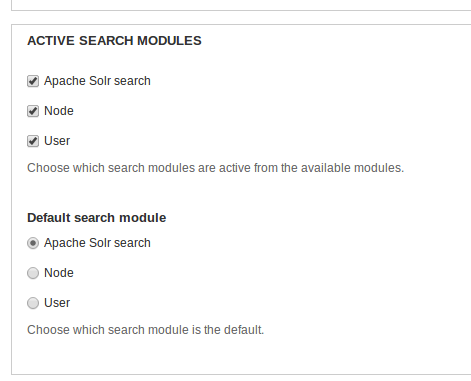 ACTIVE SEARCH MODULES
Apache Solr search
Node
User
Choose which search modules are active from the available modules.
Default search module
Apache Solr search
Node
User
Choose which search module is the default.